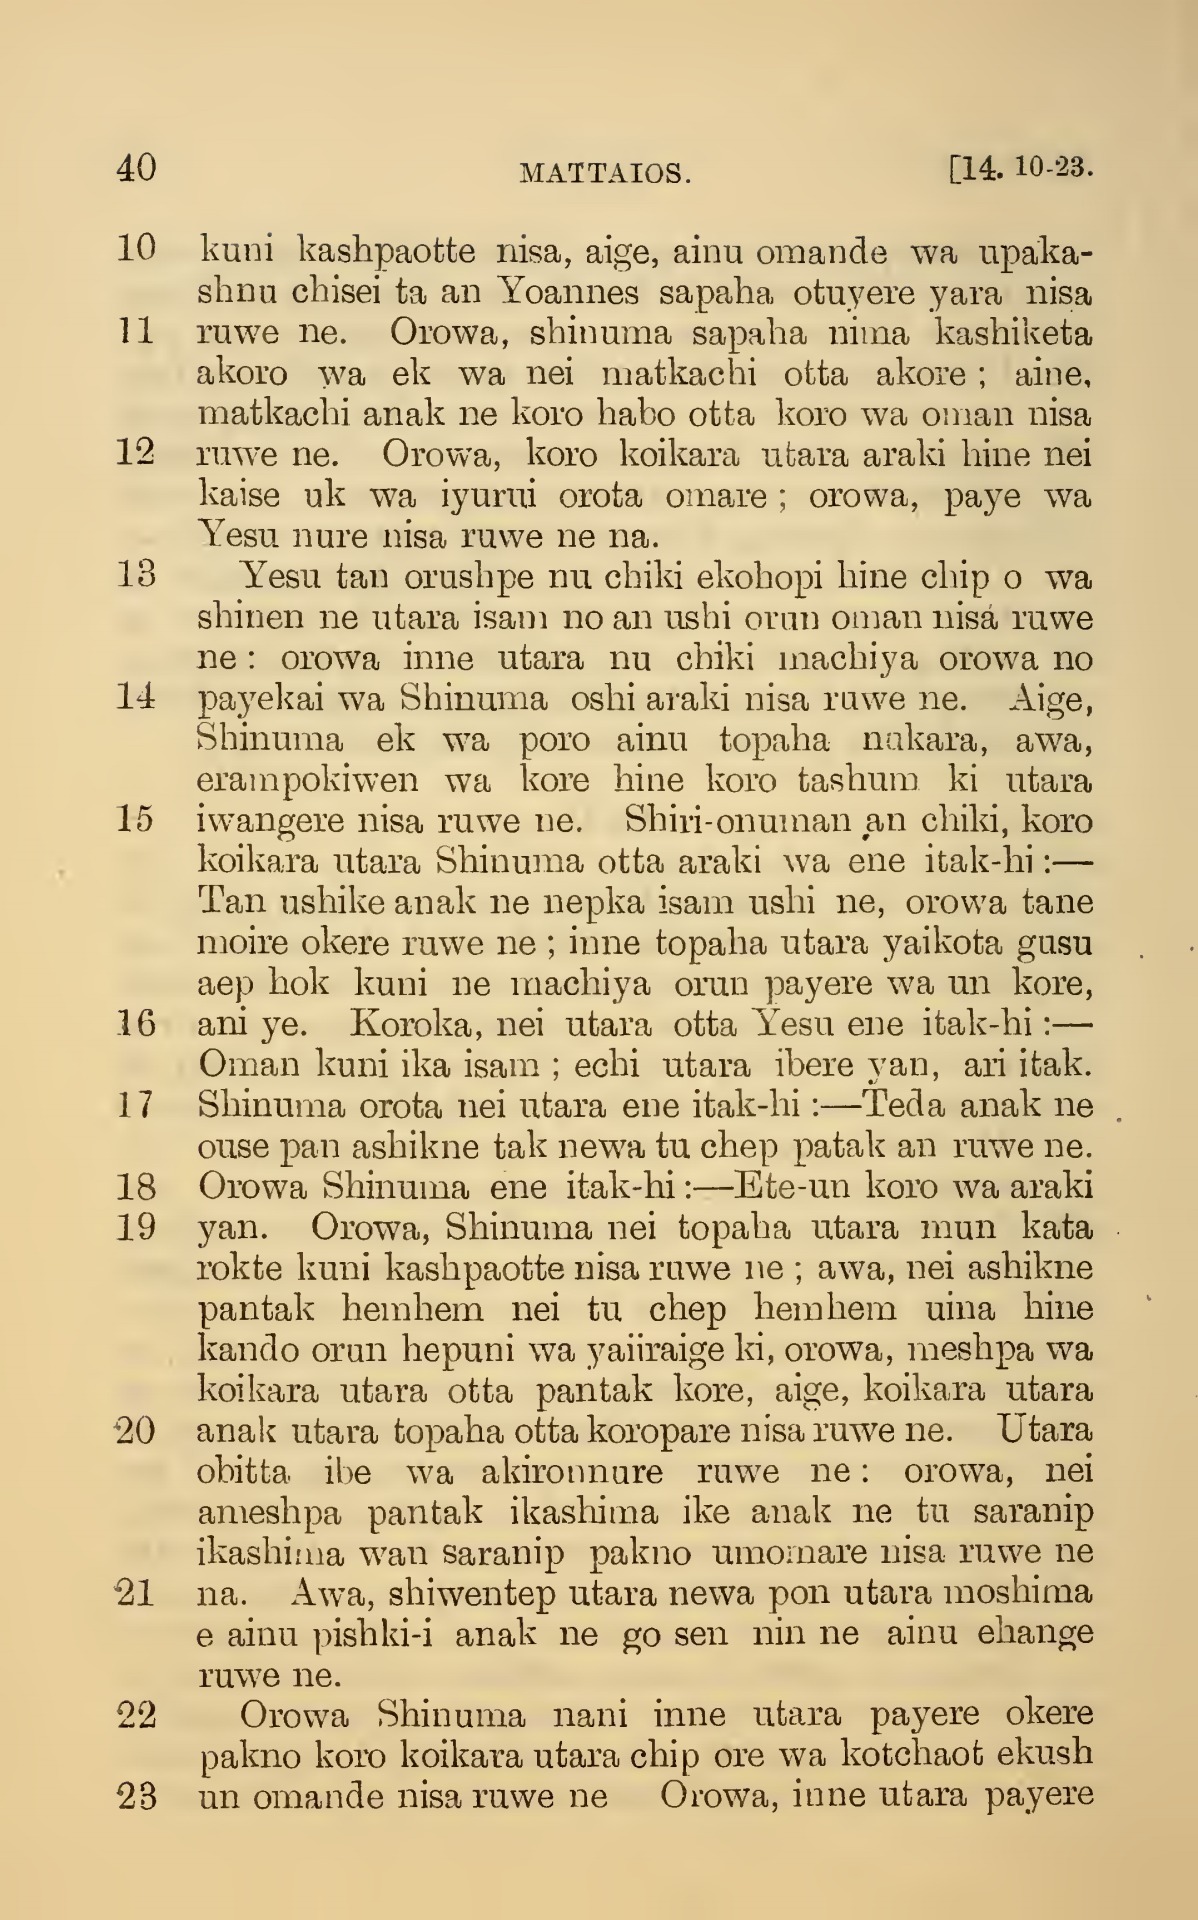 40 MATTAIOS. [14. 10-23.
10 kuni kashpaotte nisa, aige, ainu omande wa upaka-
shnu chisei ta an Yoannes sapaha otuyere yara nisa
11 ruwe ne. Orowa, shinuma sapaha nima kashiketa
akoro wa ek wa nei matkachi otta akore ; aine,
matkachi anak ne koro habo otta koro wa oman nisa
12 ruwe ne. Orowa, koro koikara utara araki hine nei
kaise uk wa iyurui orota omare ; orowa, paye wa
Yesu nure nisa ruwe ne na.
13 Yesu tan orushpe nu chiki ekohopi hine chip o wa
shinen ne utara isam no an ushi orun oman nisa ruwe
ne : orowa inne utara nu chiki machiya orowa no
14 payekai wa Shinuma oshi araki nisa ruwe ne. Aige,
Shinuma ek wa poro ainu topaha nukara, awa,
erampokiwen wa kore hine koro tashum ki utara
15 iwangere nisa ruwe ne. Shiri-onuman an chiki, koro
koikara utara Shinuma otta araki wa ene itak-hi :—
Tan ushike anak ne nepka isam ushi ne, orowa tane
moire okere ruwe ne ; inne topaha utara yaikota gusu
aep hok kuni ne machiya orun payere wa un kore,
16 ani ye. Koroka, nei utara otta Yesu ene itak-hi :—
Oman kuni ika isam ; echi utara ibere yan, ari itak.
17 Shinuma orota nei utara ene itak-hi :—Teda anak ne
ouse pan ashikne tak newa tu chep patak an ruwe ne.
18 Orowa Shinuma ene itak-hi :—Ete-un koro wa araki
19 yan. Orowa, Shinuma nei topaha utara mun kata
rokte kuni kashpaotte nisa ruwe ne ; awa, nei ashikne
pantak hemhem nei tu chep hemhem uina hine
kando orun hepuni wa yaiiraige ki, orowa, meshpa wa
koikara utara otta pantak kore, aige, koikara utara
20 anak utara topaha otta koropare nisa ruwe ne. Utara
obitta ibe wa akironnure ruwe ne : orowa, nei
ameshpa pantak ikashima ike anak ne tu saranip
ikashima wan saranip pakno umomare nisa ruwe ne
21 na. Awa, shiwentep utara newa pon utara moshima
e ainu pishki-i anak ne go sen nin ne ainu ehange
ruwe ne.
22 Orowa Shinuma nani inne utara payere okere
pakno koro koikara utara chip ore wa kotchaot ekush
23 un omande nisa ruwe ne Orowa, inne utara payere